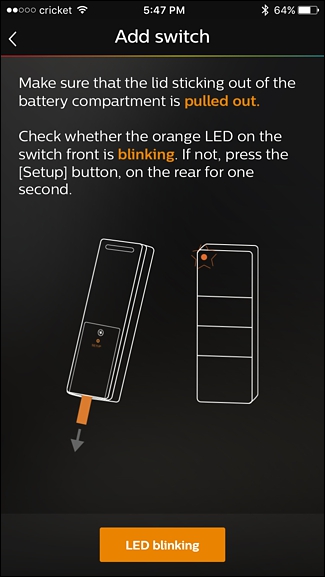 cricket 5:47 PM 64%
Add switch
Make sure that the lid sticking out of the
battery compartment is pulled out.
Check whether the orange LED on the
switch front is blinking. If not, press the
[Setup] button, on the rear for one
second.
LED blinking